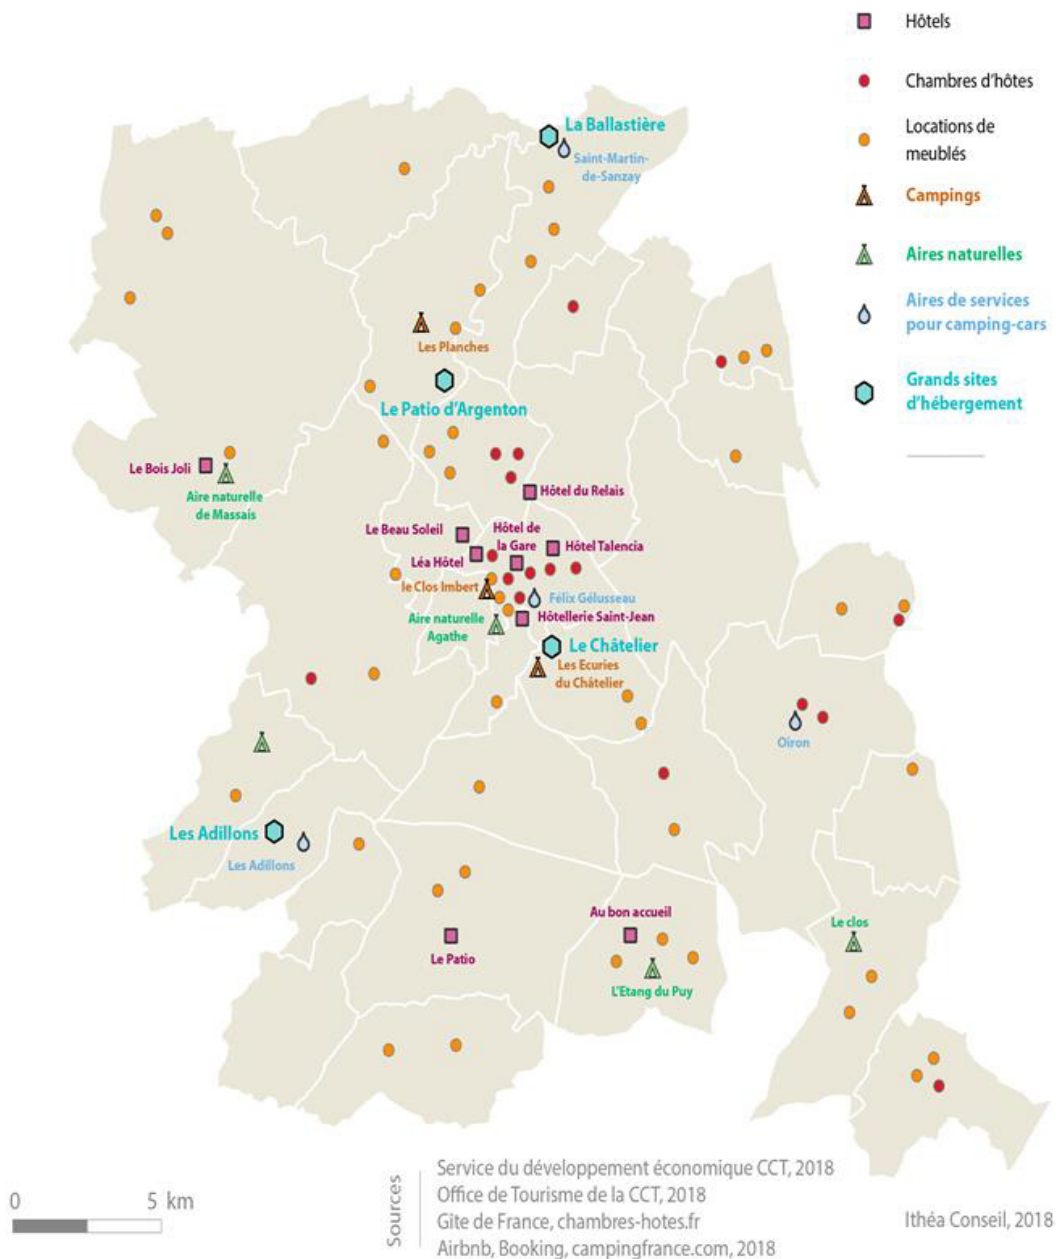 Hôtels
Chambres d'hôtes
Locations de
meublés
Campings
Aires naturelles
Aires de services
pour camping-cars
Grands sites
d'hébergement
La Ballastière
Saint-Martin-
de-Sanzay
Les Planches
Le Patio d'Argenton
Le Bois Joli
Aire naturelle
de Massais
Hôtel du Relais
Le Beau Soleil
Hôtel de
la Gare
Hôtel Talencia
Léa Hôtel
le Clos Imbert
Félix Gélusseau
Aire naturelle
Agathe
Hôtellerie Saint-Jean
Le Châtelier
Les Ecuries
du Châtelier
Oiron
Les Adillons
Les Adillons
Au bon accueil
Le clos
Le Patio
L'Etang du Puy
0 5 km
Sources
Service du développement économique CCT, 2018
Office de Tourisme de la CCT, 2018
Gîte de France, chambres-hotes.fr
Airbnb, Booking, campingfrance.com, 2018
Ithéa Conseil, 2018